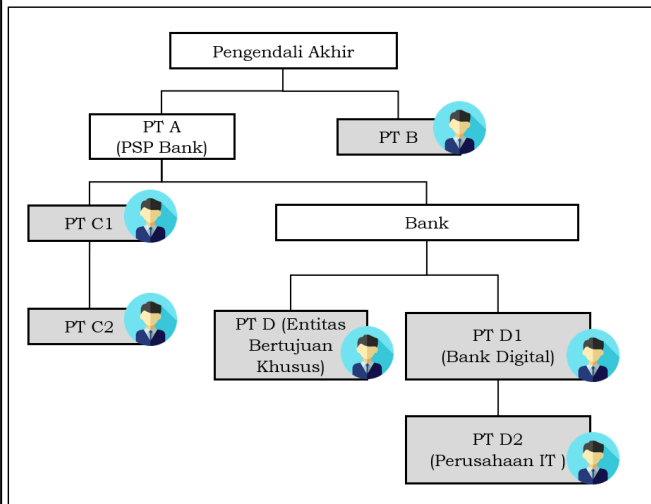 Pengendali Akhir
PT A
(PSP Bank)
PT B
PT C1
Bank
PT C2
PT D (Entitas
Bertujuan
Khusus)
PT D1
(Bank Digital)
PT D2
(Perusahaan IT )